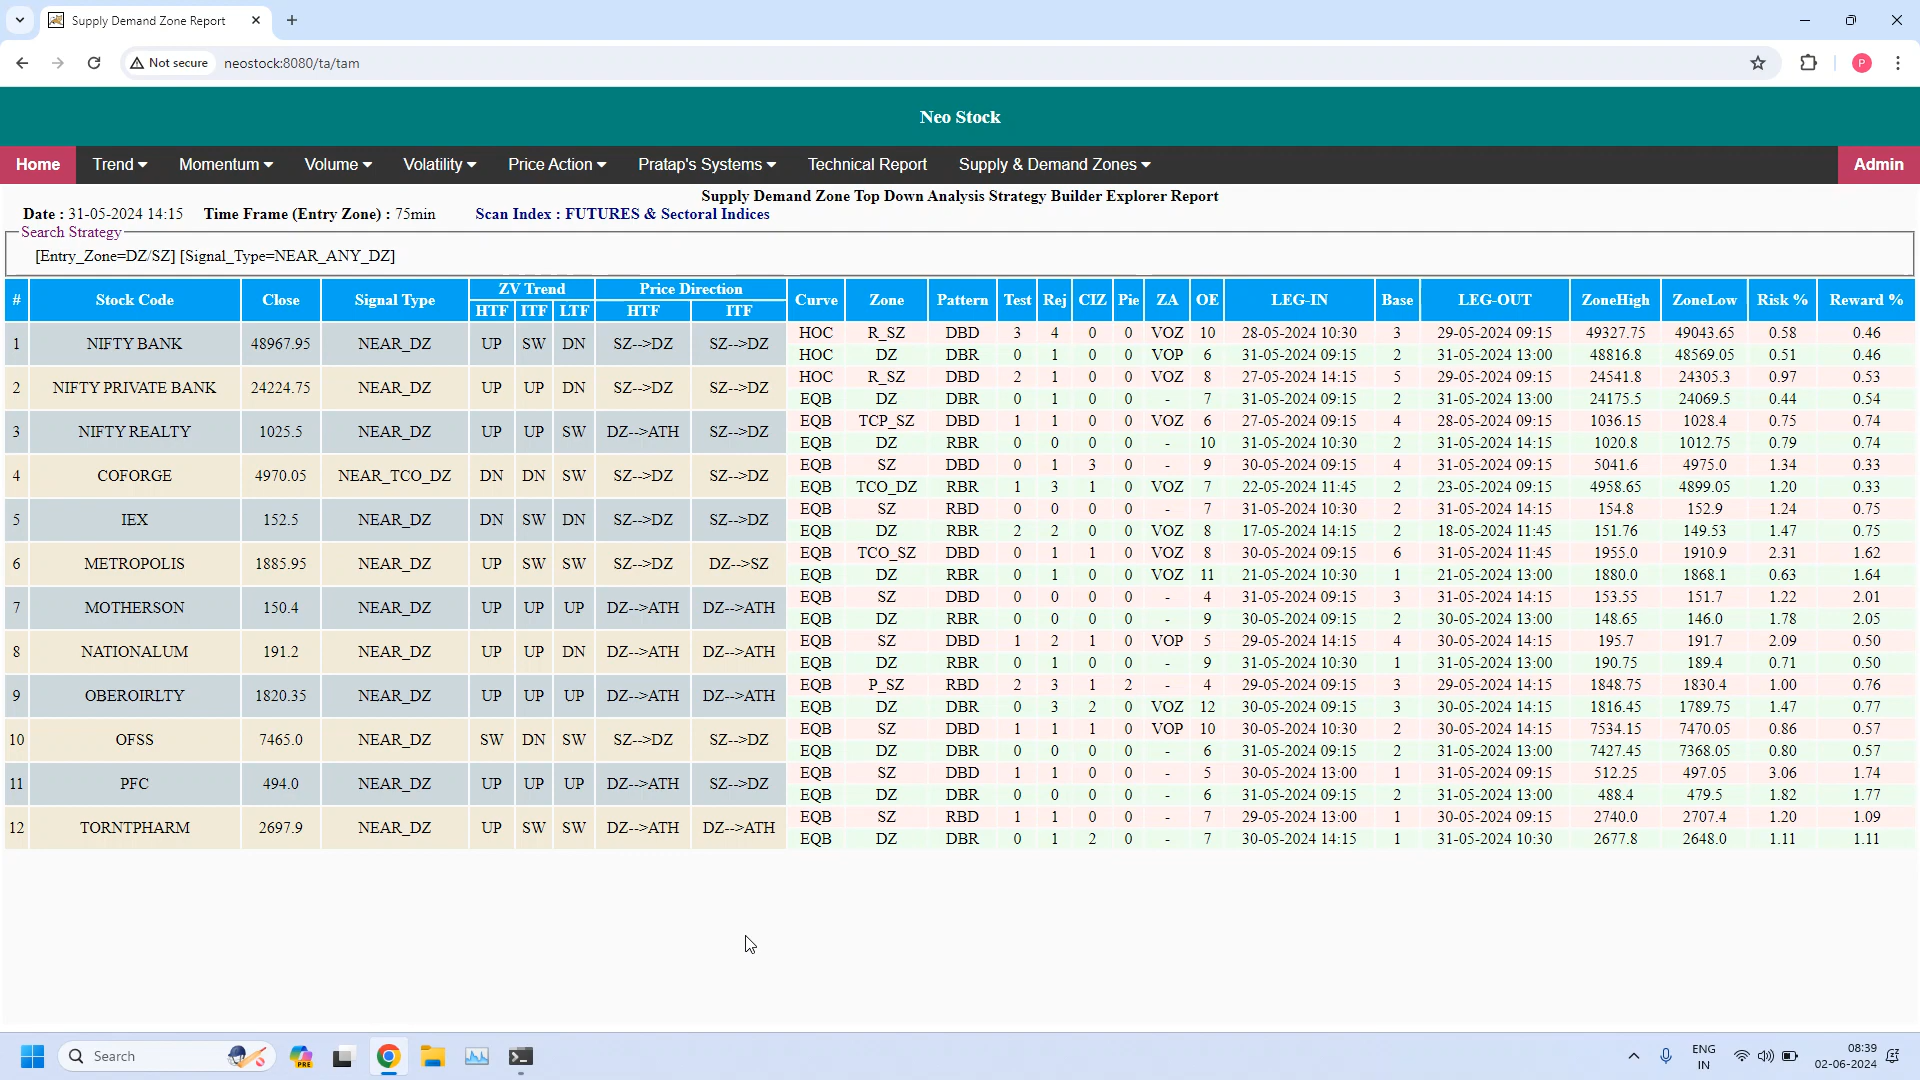 Supply Demand Zone Report
Not secure neostock:8080/ta/tam P
Neo Stock
Home Trend Momentum Volume Volatility Price Action Pratap's Systems Technical Report Supply & Demand Zones Admin
Supply Demand Zone Top Down Analysis Strategy Builder Explorer Report
Date : 31-05-2024 14:15 Time Frame (Entry Zone) : 75min Scan Index : FUTURES & Sectoral Indices
Search Strategy
[Entry_Zone=DZ/SZ] [Signal_Type=NEAR_ANY_DZ]
# Stock Code Close Signal Type ZV Trend Price Direction Curve Zone Pattern Test Rej CIZ Pie ZA OE LEG-IN Base LEG-OUT ZoneHigh ZoneLow Risk % Reward %
HTF ITF LTF HTF ITF
1 NIFTY BANK 48967.95 NEAR_DZ UP SW DN SZ-->DZ SZ-->DZ HOC R_SZ DBD 3 4 0 0 VOZ 10 28-05-2024 10:30 3 29-05-2024 09:15 49327.75 49043.65 0.58 0.46
HOC DZ DBR 0 1 0 0 VOP 6 31-05-2024 09:15 2 31-05-2024 13:00 48816.8 48569.05 0.51 0.46
2 NIFTY PRIVATE BANK 24224.75 NEAR_DZ UP UP DN SZ-->DZ SZ-->DZ HOC R_SZ DBD 2 1 0 0 VOZ 8 27-05-2024 14:15 5 29-05-2024 09:15 24541.8 24305.3 0.97 0.53
EQB DZ DBR 0 1 0 0 - 7 31-05-2024 09:15 2 31-05-2024 13:00 24175.5 24069.5 0.44 0.54
3 NIFTY REALTY 1025.5 NEAR_DZ UP UP SW DZ-->ATH SZ-->DZ EQB TCP_SZ DBD 1 1 0 0 VOZ 6 27-05-2024 09:15 4 28-05-2024 09:15 1036.15 1028.4 0.75 0.74
EQB DZ RBR 0 0 0 0 - 10 31-05-2024 10:30 2 31-05-2024 14:15 1020.8 1012.75 0.79 0.74
4 COFORGE 4970.05 NEAR_TCO_DZ DN DN SW SZ-->DZ SZ-->DZ EQB SZ DBD 0 1 3 0 - 9 30-05-2024 09:15 4 31-05-2024 09:15 5041.6 4975.0 1.34 0.33
EQB TCO_DZ RBR 1 3 1 0 VOZ 7 22-05-2024 11:45 2 23-05-2024 09:15 4958.65 4899.05 1.20 0.33
5 IEX 152.5 NEAR_DZ DN SW DN SZ-->DZ SZ-->DZ EQB SZ RBD 0 0 0 0 - 7 31-05-2024 10:30 2 31-05-2024 14:15 154.8 152.9 1.24 0.75
EQB DZ RBR 2 2 0 0 VOZ 8 17-05-2024 14:15 2 18-05-2024 11:45 151.76 149.53 1.47 0.75
6 METROPOLIS 1885.95 NEAR_DZ UP SW SW SZ-->DZ DZ-->SZ EQB TCO_SZ DBD 0 1 1 0 VOZ 8 30-05-2024 09:15 6 31-05-2024 11:45 1955.0 1910.9 2.31 1.62
EQB DZ RBR 0 1 0 0 VOZ 11 21-05-2024 10:30 1 21-05-2024 13:00 1880.0 1868.1 0.63 1.64
7 MOTHERSON 150.4 NEAR_DZ UP UP UP DZ-->ATH DZ-->ATH EQB SZ DBD 0 0 0 0 - 4 31-05-2024 09:15 3 31-05-2024 14:15 153.55 151.7 1.22 2.01
EQB DZ RBR 0 0 0 0 - 9 30-05-2024 09:15 2 30-05-2024 13:00 148.65 146.0 1.78 2.05
8 NATIONALUM 191.2 NEAR_DZ UP UP DN DZ-->ATH DZ-->ATH EQB SZ DBD 1 2 1 0 VOP 5 29-05-2024 14:15 4 30-05-2024 14:15 195.7 191.7 2.09 0.50
EQB DZ RBR 0 1 0 0 - 9 31-05-2024 10:30 1 31-05-2024 13:00 190.75 189.4 0.71 0.50
9 OBEROIRLTY 1820.35 NEAR_DZ UP UP UP DZ-->ATH DZ-->ATH EQB P_SZ RBD 2 3 1 2 - 4 29-05-2024 09:15 3 29-05-2024 14:15 1848.75 1830.4 1.00 0.76
EQB DZ DBR 0 3 2 0 VOZ 12 30-05-2024 09:15 3 30-05-2024 14:15 1816.45 1789.75 1.47 0.77
10 OFSS 7465.0 NEAR_DZ SW DN SW SZ-->DZ SZ-->DZ EQB SZ DBD 1 1 1 0 VOP 10 30-05-2024 10:30 2 30-05-2024 14:15 7534.15 7470.05 0.86 0.57
EQB DZ DBR 0 0 0 0 - 6 31-05-2024 09:15 2 31-05-2024 13:00 7427.45 7368.05 0.80 0.57
11 PFC 494.0 NEAR_DZ UP UP UP DZ-->ATH SZ-->DZ EQB SZ DBD 1 1 0 0 - 5 30-05-2024 13:00 1 31-05-2024 09:15 512.25 497.05 3.06 1.74
EQB DZ DBR 0 0 0 0 - 6 31-05-2024 09:15 2 31-05-2024 13:00 488.4 479.5 1.82 1.77
12 TORNTPHARM 2697.9 NEAR_DZ UP SW SW DZ-->ATH DZ-->ATH EQB SZ RBD 1 1 0 0 - 7 29-05-2024 13:00 1 30-05-2024 09:15 2740.0 2707.4 1.20 1.09
EQB DZ DBR 0 1 2 0 - 7 30-05-2024 14:15 1 31-05-2024 10:30 2677.8 2648.0 1.11 1.11
Search PRE ENG 08:39
IN 02-06-2024